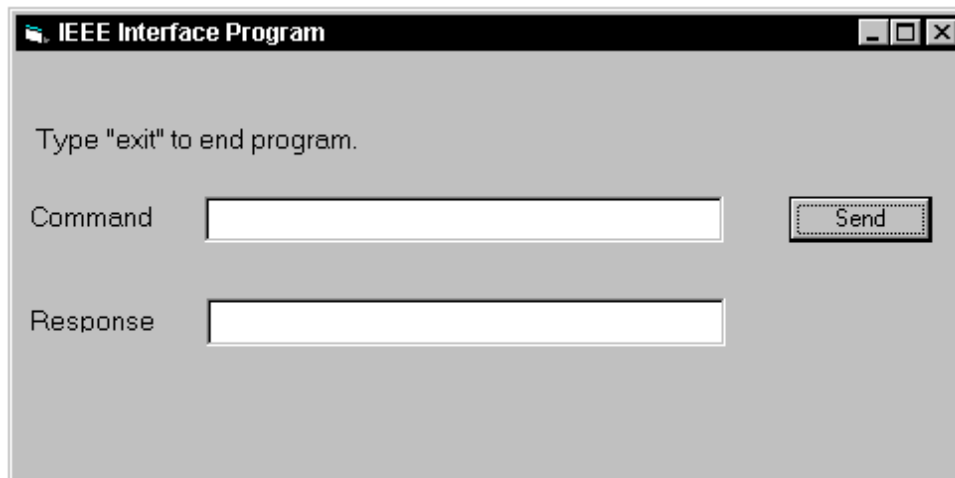 IEEE Interface Program
Type "exit" to end program.
Command
Send
Response